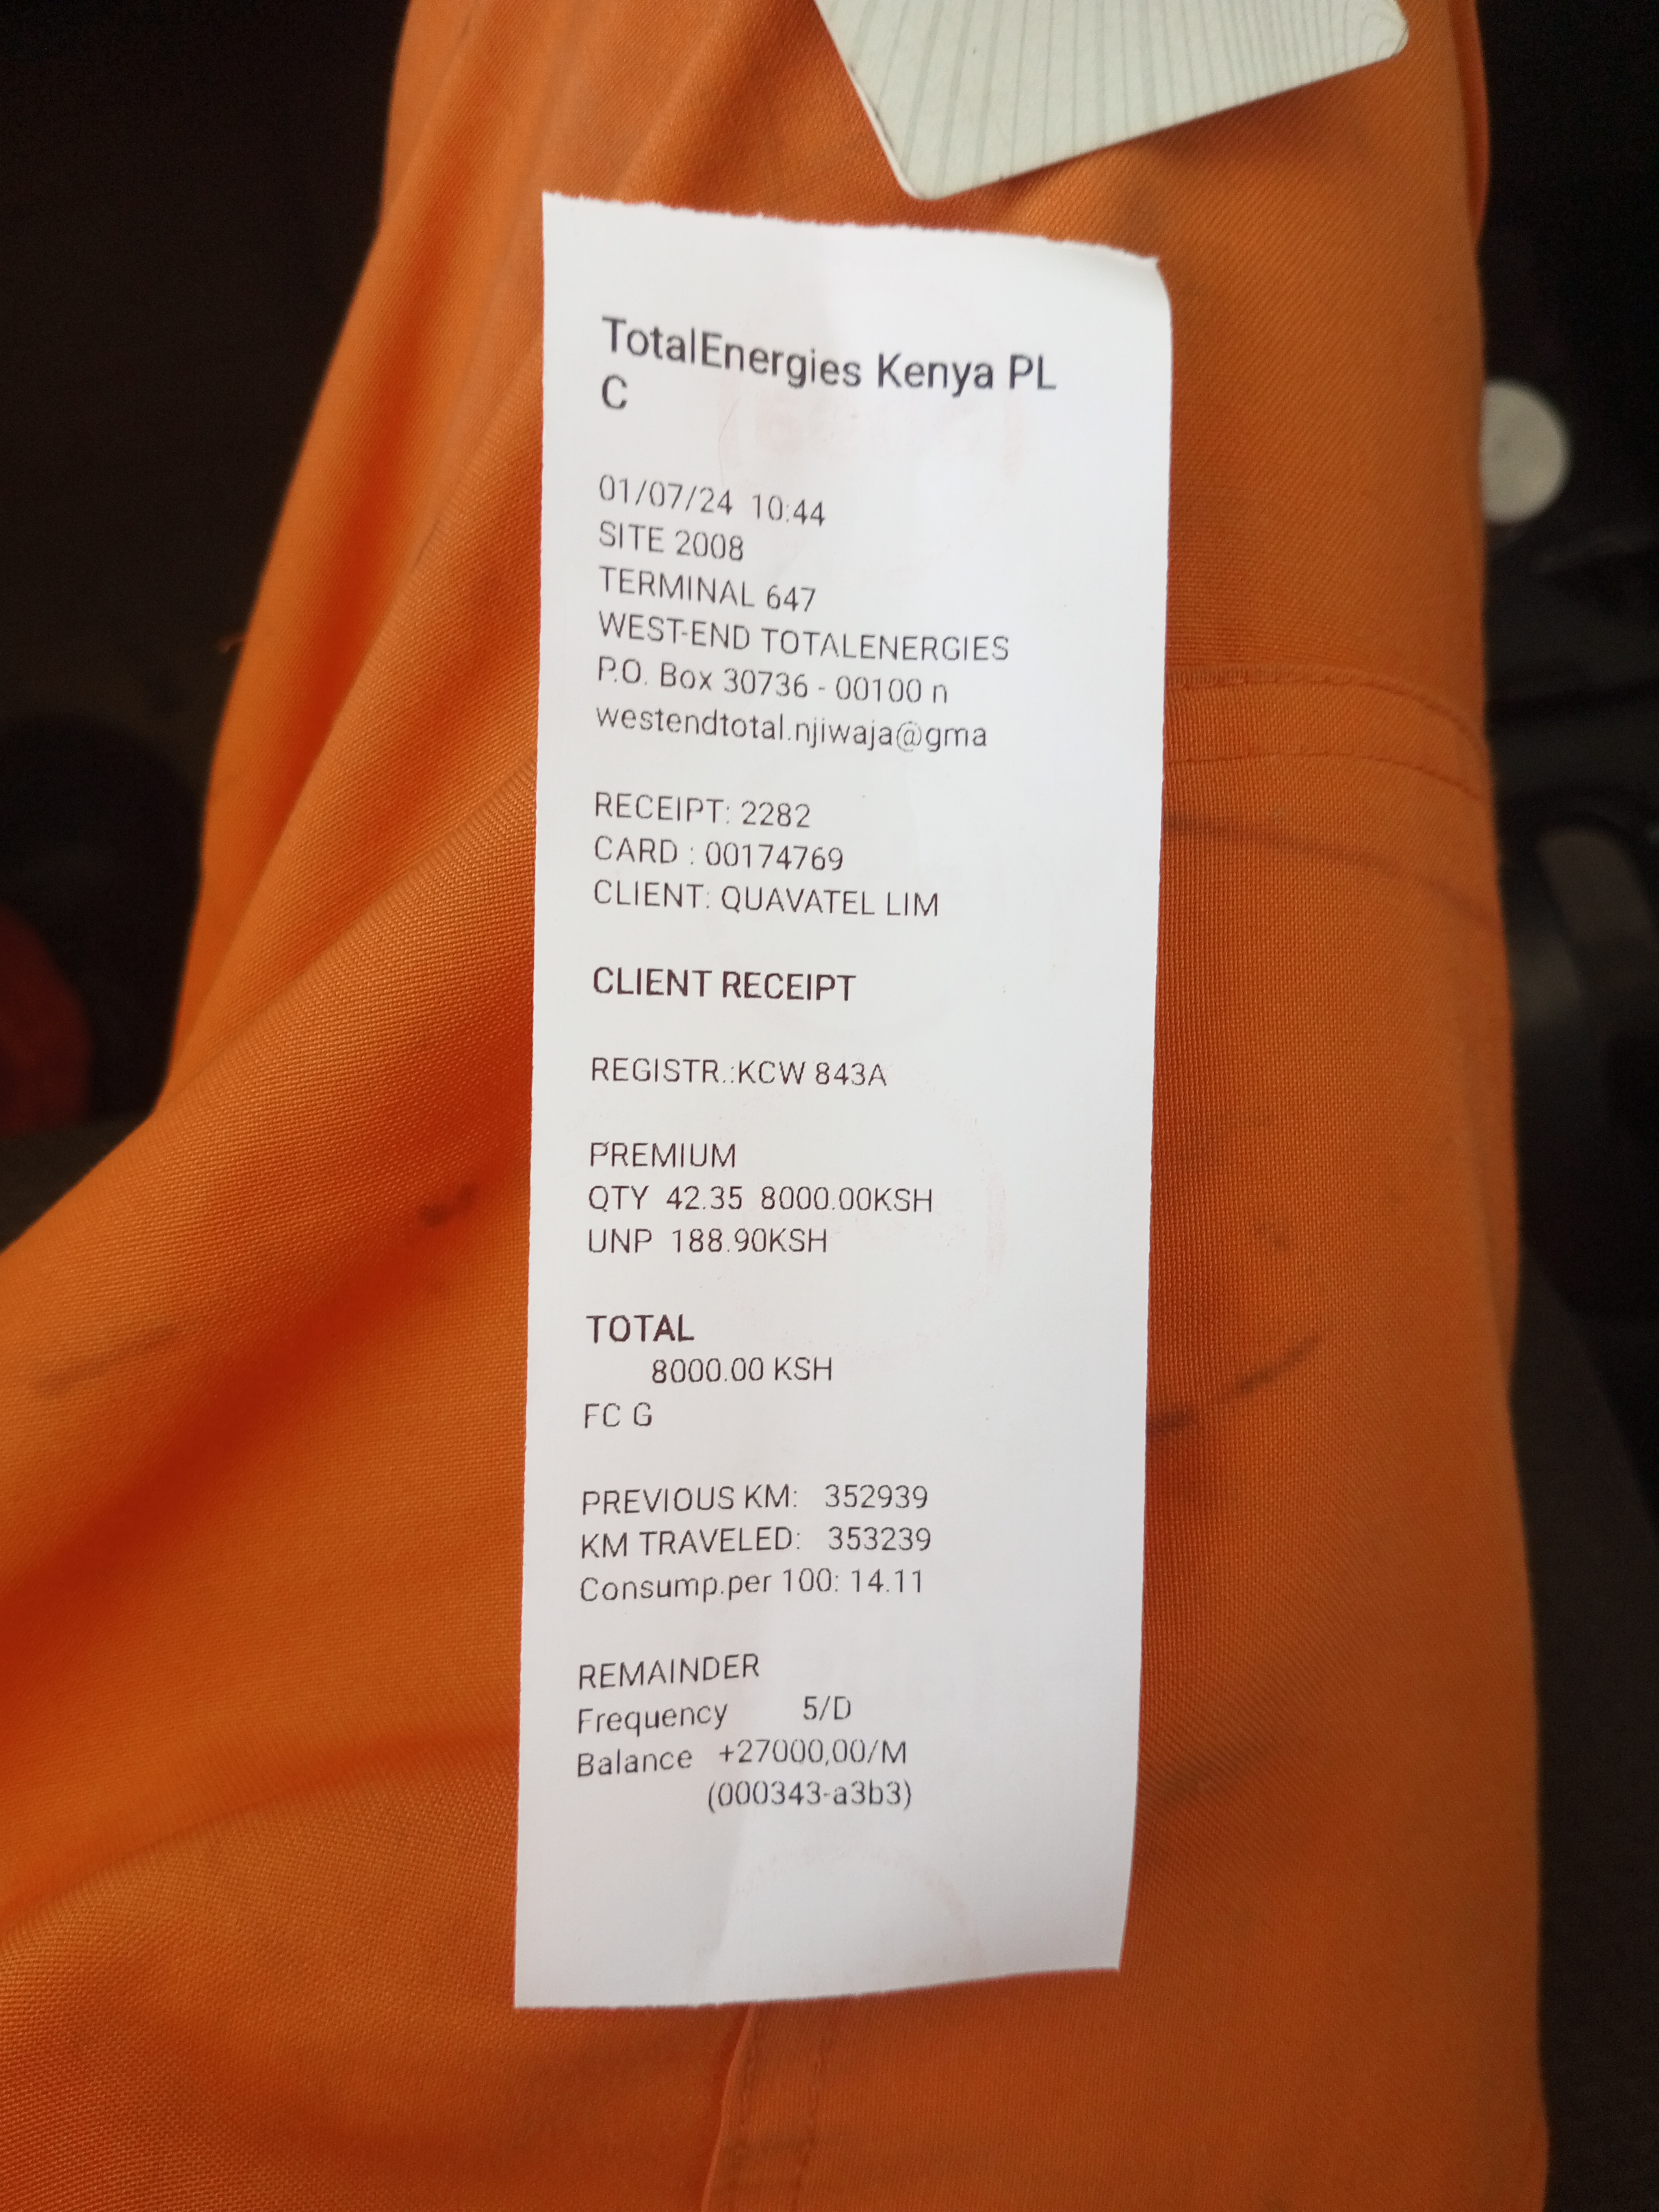 TotalEnergies Kenya PL
C
01/07/24 10:44
SITE 2008
TERMINAL 647
WEST-END TOTALENERGIES
P.O. Box 30736 - 00100 n
westendtotal.njiwaja@gma
RECEIPT: 2282
CARD : 00174769
CLIENT: QUAVATEL LIM
CLIENT RECEIPT
REGISTR.:KCW 843A
PREMIUM
QTY 42.35 8000.00KSH
UNP 188.90KSH
TOTAL
8000.00 KSH
FC G
PREVIOUS KM: 352939
KM TRAVELED: 353239
Consump.per 100: 14.11
REMAINDER
Frequency 5/D
Balance +27000,00/M
(000343-a3b3)